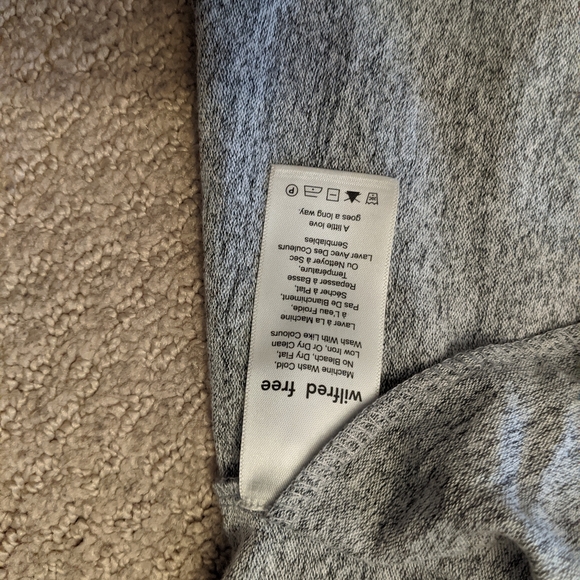 wilfred free
Machine Wash Cold,
No Bleach, Dry Flat,
Low Iron, Or Dry Clean
Wash With Like Colours
Laver à La Machine
à L'eau Froide.
Pas De Blanchiment,
Sécher à Plat,
Repasser à Basse
Température,
Ou Nettoyer à Sec
Laver Avec Des Couleurs
Semblables
A little love
goes a long way.
P